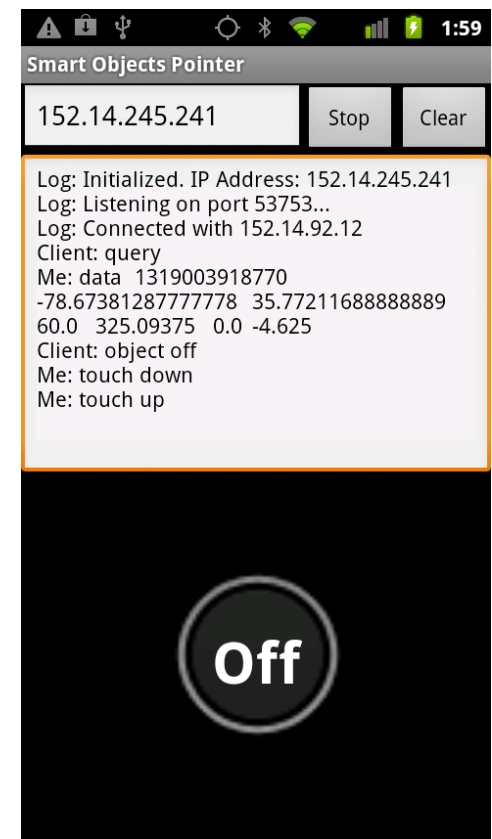 1:59
Smart Objects Pointer
152.14.245.241 Stop Clear
Log: Initialized. IP Address: 152.14.245.241
Log: Listening on port 53753...
Log: Connected with 152.14.92.12
Client: query
Me: data 1319003918770
-78.67381287777778 35.77211688888889
60.0 325.09375 0.0 -4.625
Client: object off
Me: touch down
Me: touch up
Off